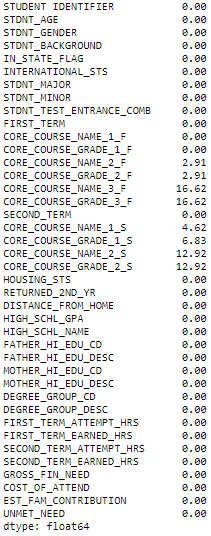 STUDENT IDENTIFIER 0.00
STDNT_AGE 0.00
STDNT_GENDER 0.00
STDNT_BACKGROUND 0.00
IN_STATE_FLAG 0.00
INTERNATIONAL_STS 0.00
STDNT_MAJOR 0.00
STDNT_MINOR 0.00
STDNT_TEST_ENTRANCE_COMB 0.00
FIRST_TERM 0.00
CORE_COURSE_NAME_1_F 0.00
CORE_COURSE_GRADE_1_F 0.00
CORE_COURSE_NAME_2_F 2.91
CORE_COURSE_GRADE_2_F 2.91
CORE_COURSE_NAME_3_F 16.62
CORE_COURSE_GRADE_3_F 16.62
SECOND_TERM 0.00
CORE_COURSE_NAME_1_S 4.62
CORE_COURSE_GRADE_1_S 6.83
CORE_COURSE_NAME_2_S 12.92
CORE_COURSE_GRADE_2_S 12.92
HOUSING_STS 0.00
RETURNED_2ND_YR 0.00
DISTANCE_FROM_HOME 0.00
HIGH_SCHL_GPA 0.00
HIGH_SCHL_NAME 0.00
FATHER_HI_EDU_CD 0.00
FATHER_HI_EDU_DESC 0.00
MOTHER_HI_EDU_CD 0.00
MOTHER_HI_EDU_DESC 0.00
DEGREE_GROUP_CD 0.00
DEGREE_GROUP_DESC 0.00
FIRST_TERM_ATTEMPT_HRS 0.00
FIRST_TERM_EARNED_HRS 0.00
SECOND_TERM_ATTEMPT_HRS 0.00
SECOND_TERM_EARNED_HRS 0.00
GROSS_FIN_NEED 0.00
COST_OF_ATTEND 0.00
EST_FAM_CONTRIBUTION 0.00
UNMET_NEED 0.00
dtype: float64